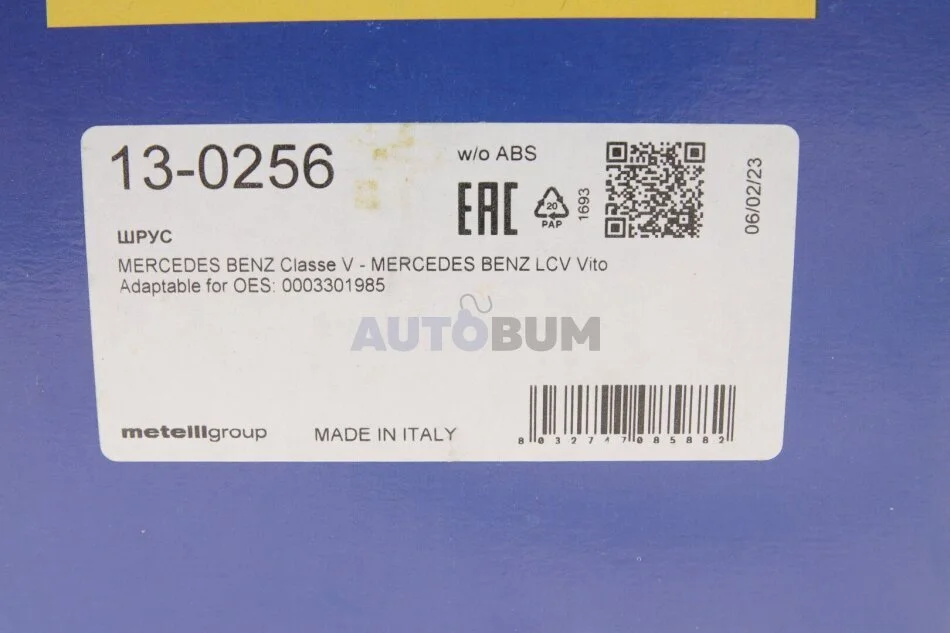 13-0256
w/o ABS
EAC
20
PAP
1693
06/02/23
ШРУС
MERCEDES BENZ Classe V - MERCEDES BENZ LCV Vito
Adaptable for OES: 0003301985
AUTOBUM
metelligroup
MADE IN ITALY
8032747085882